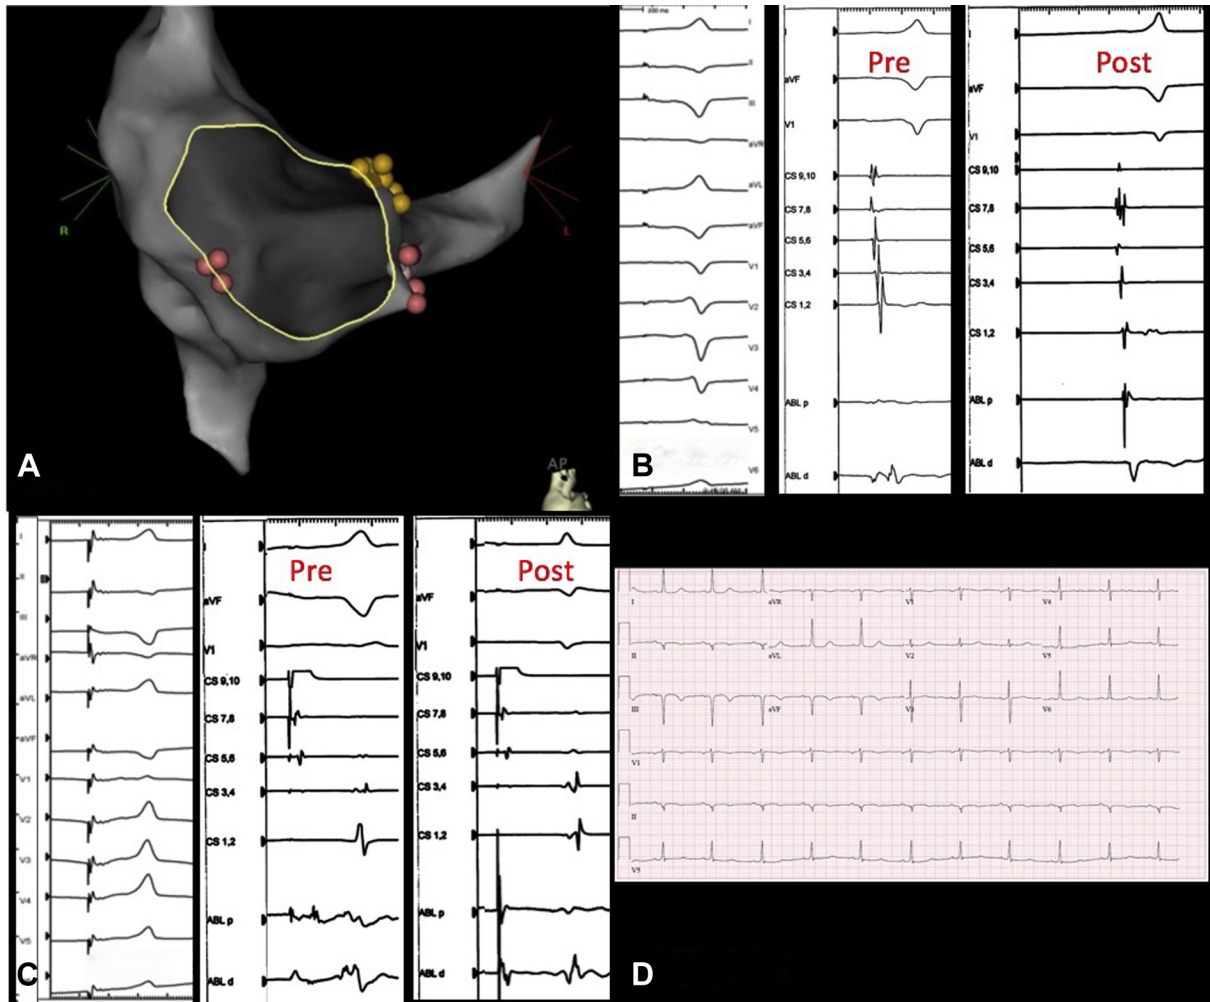 R
L
AP
A
200 ms
I
II
III
aVR
aVL
aVF
V1
V2
V3
V4
V5
V6
B
Pre
I
aVF
V1
CS 9,10
CS 7,8
CS 5,6
CS 3,4
CS 1,2
ABL p
ABL d
Post
I
aVF
V1
CS 9,10
CS 7,8
CS 5,6
CS 3,4
CS 1,2
ABL p
ABL d
I
II
III
aVR
aVL
aVF
V1
V2
V3
V4
V5
C
Pre
I
aVF
V1
CS 9,10
CS 7,8
CS 5,6
CS 3,4
CS 1,2
ABL p
ABL d
Post
I
aVF
V1
CS 9,10
CS 7,8
CS 5,6
CS 3,4
CS 1,2
ABL p
ABL d
I aVR V1 V4
II aVL V2 V5
III aVF V3 V6
V1
II
V5
D